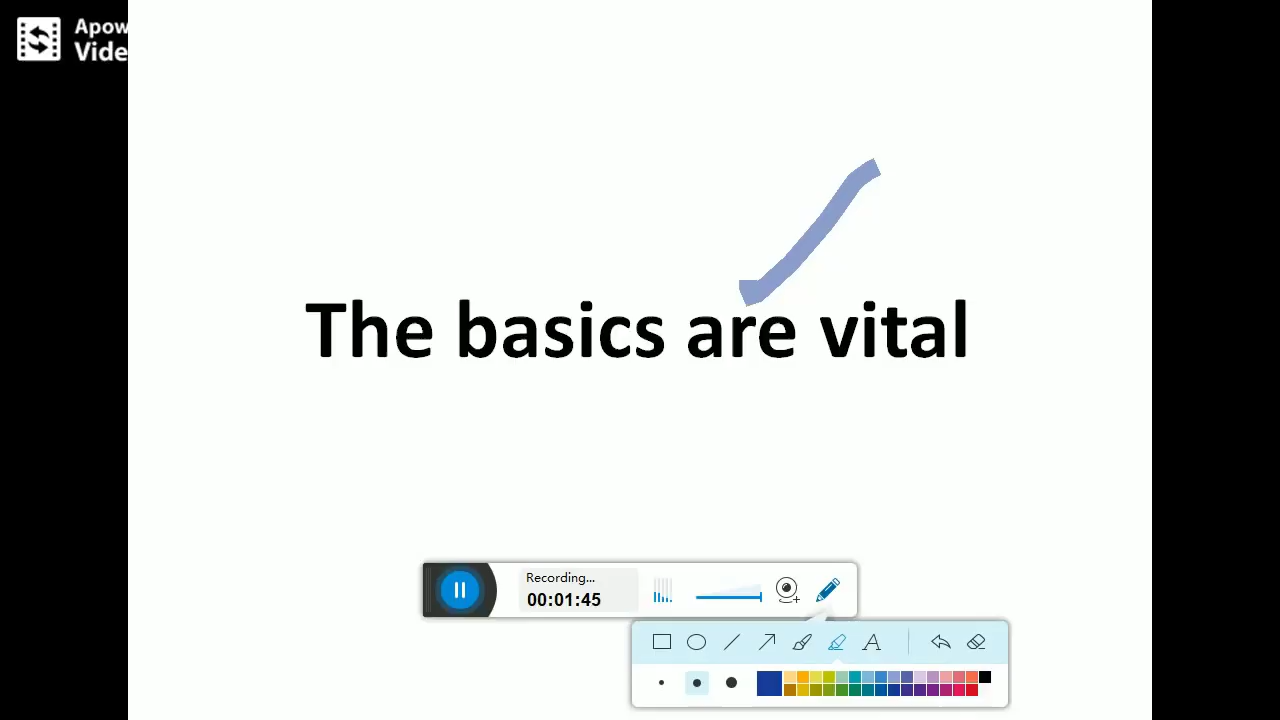 Apow
Vide
The basics are vital
Recording...
00:01:45
A